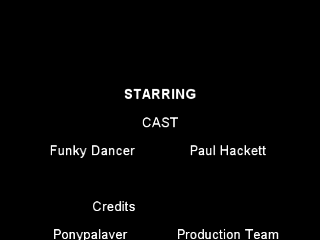 STARRING
CAST
Funky Dancer Paul Hackett
Credits
Ponypalaver Production Team